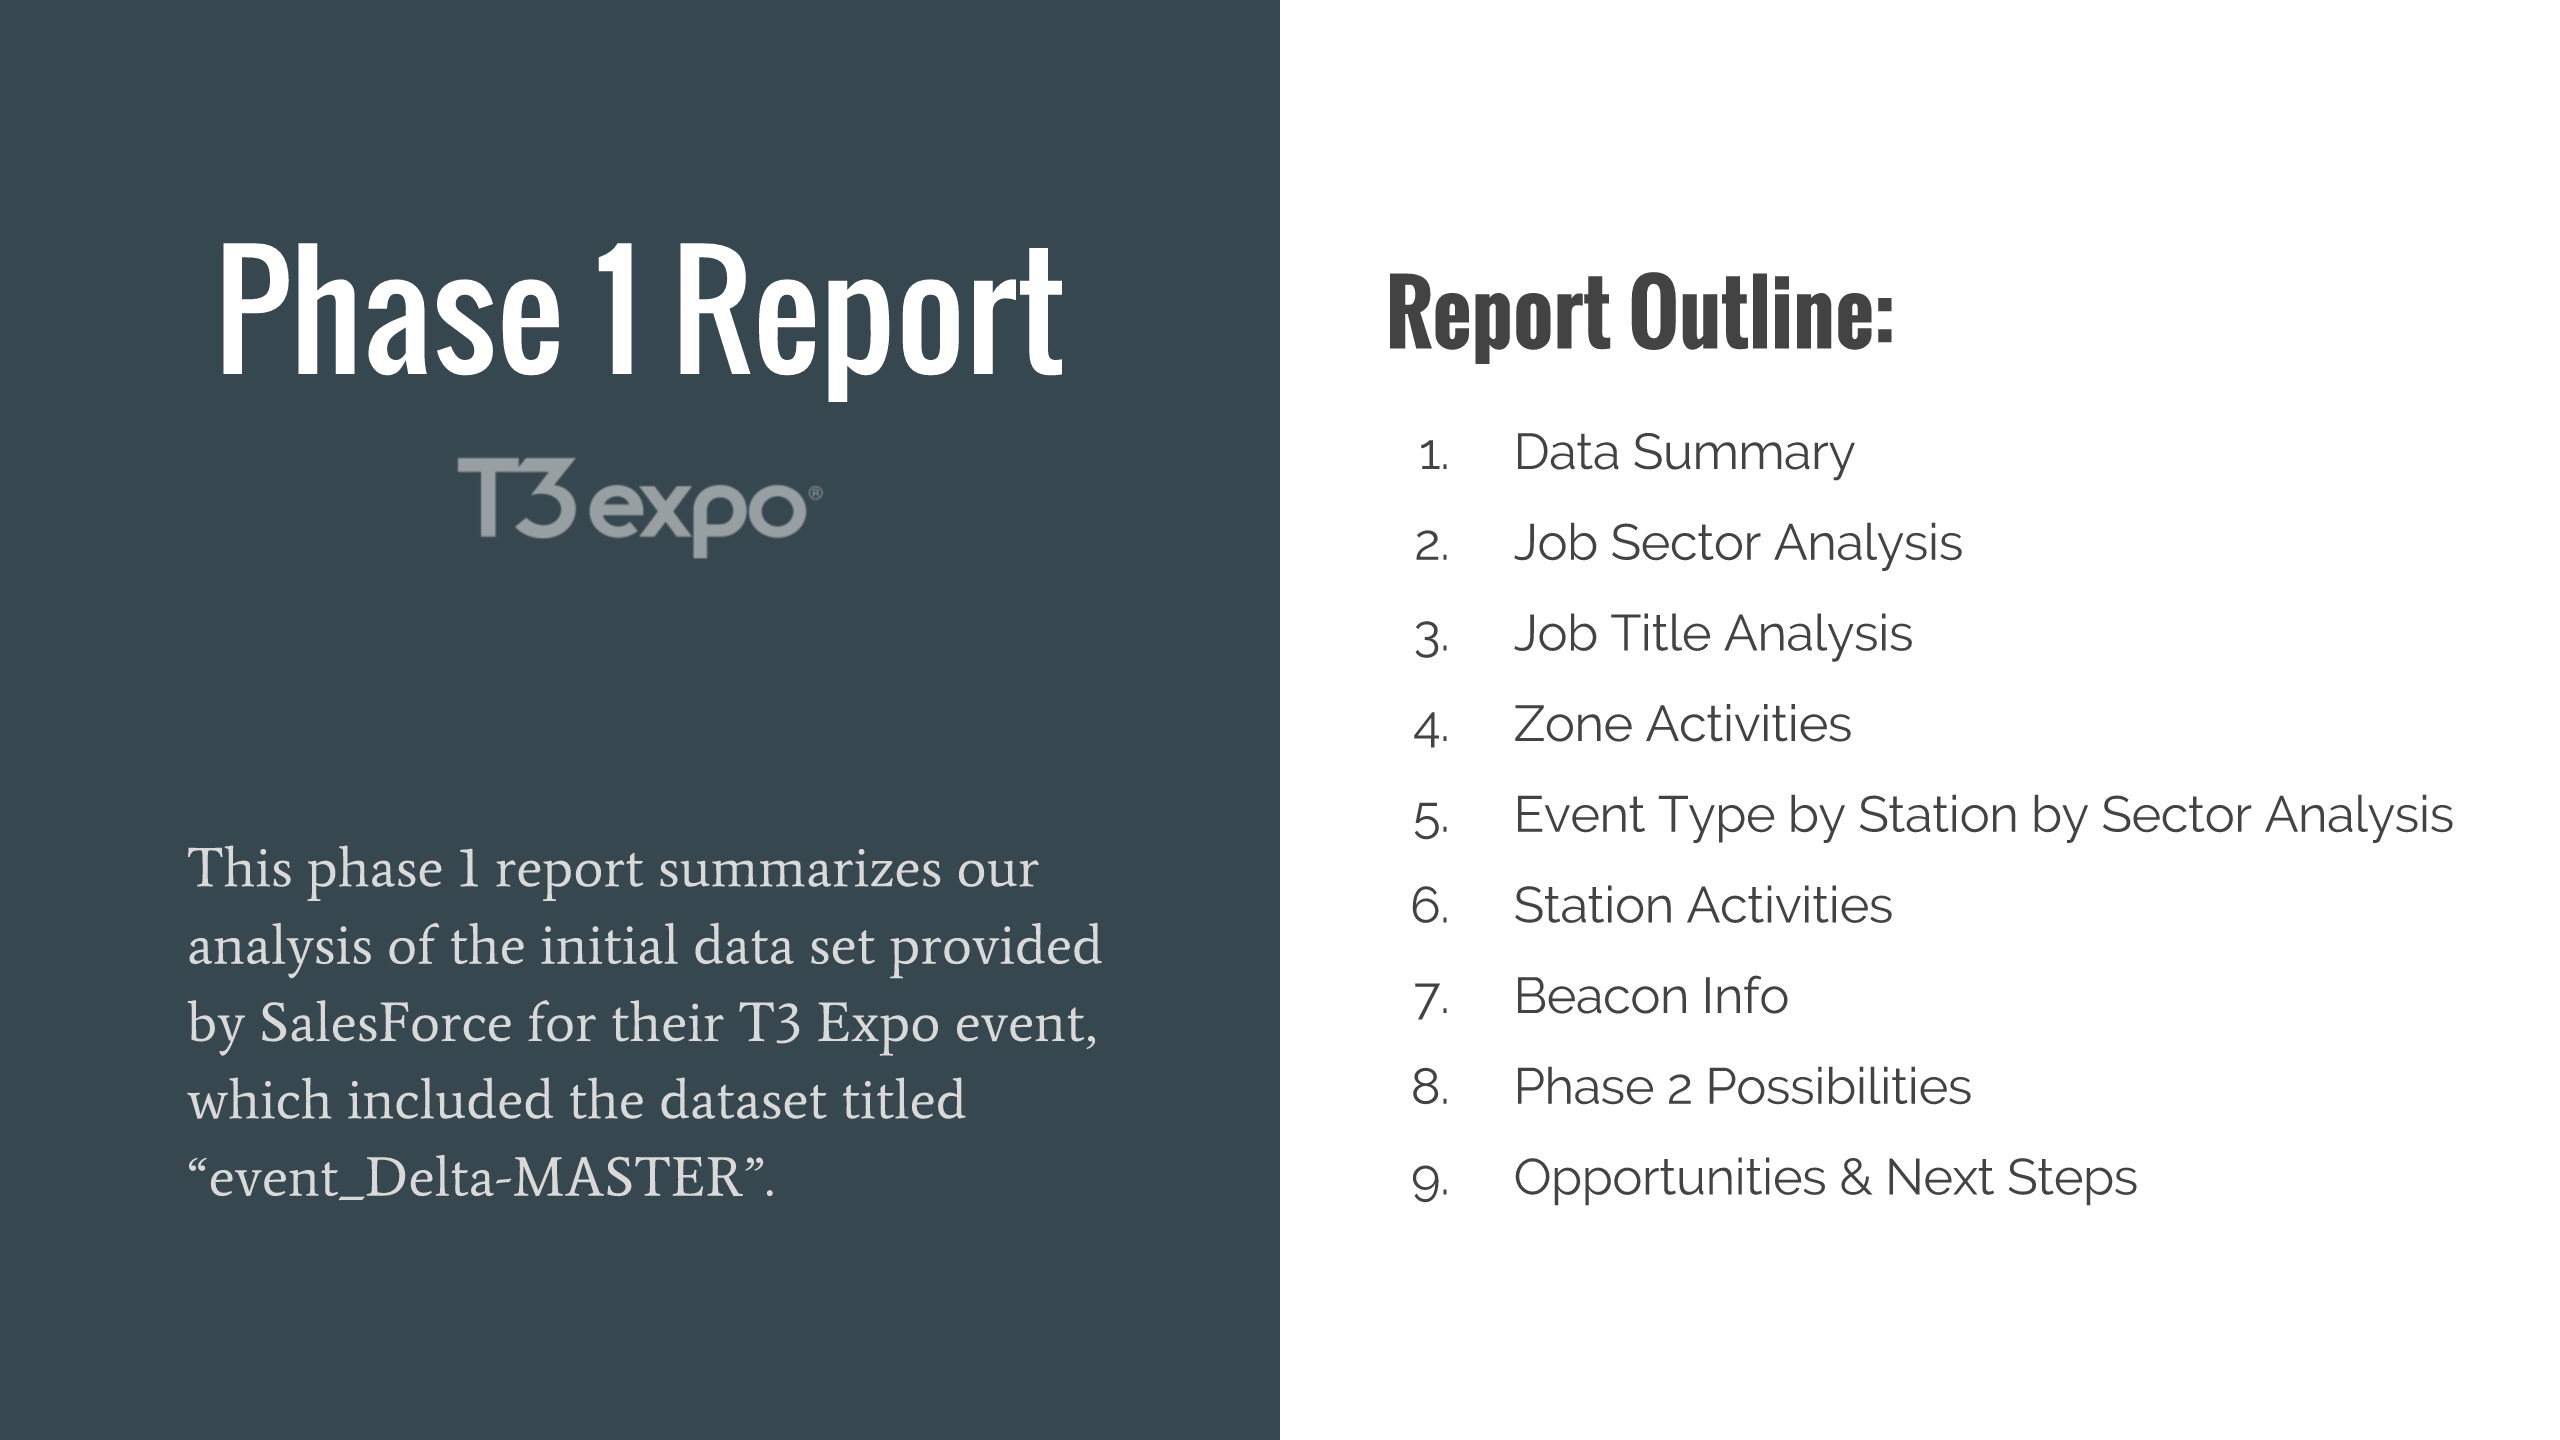 Phase 1 Report
T3 expo®
This phase 1 report summarizes our
analysis of the initial data set provided
by SalesForce for their T3 Expo event,
which included the dataset titled
“event_Delta-MASTER”.
Report Outline:
1. Data Summary
2. Job Sector Analysis
3. Job Title Analysis
4. Zone Activities
5. Event Type by Station by Sector Analysis
6. Station Activities
7. Beacon Info
8. Phase 2 Possibilities
9. Opportunities & Next Steps